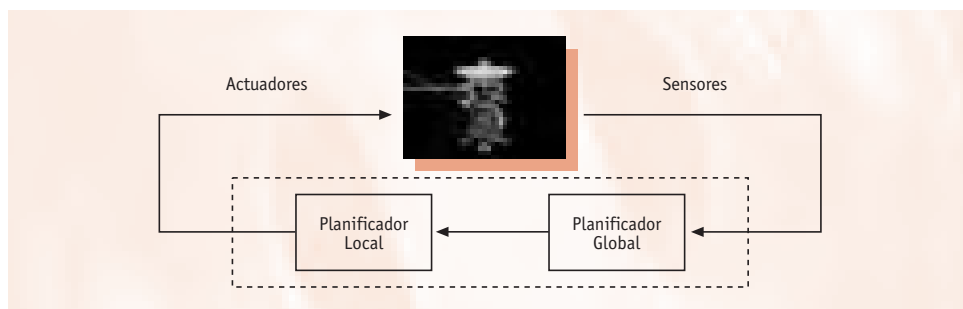 Actuadores
Sensores
Planificador
Local
Planificador
Global